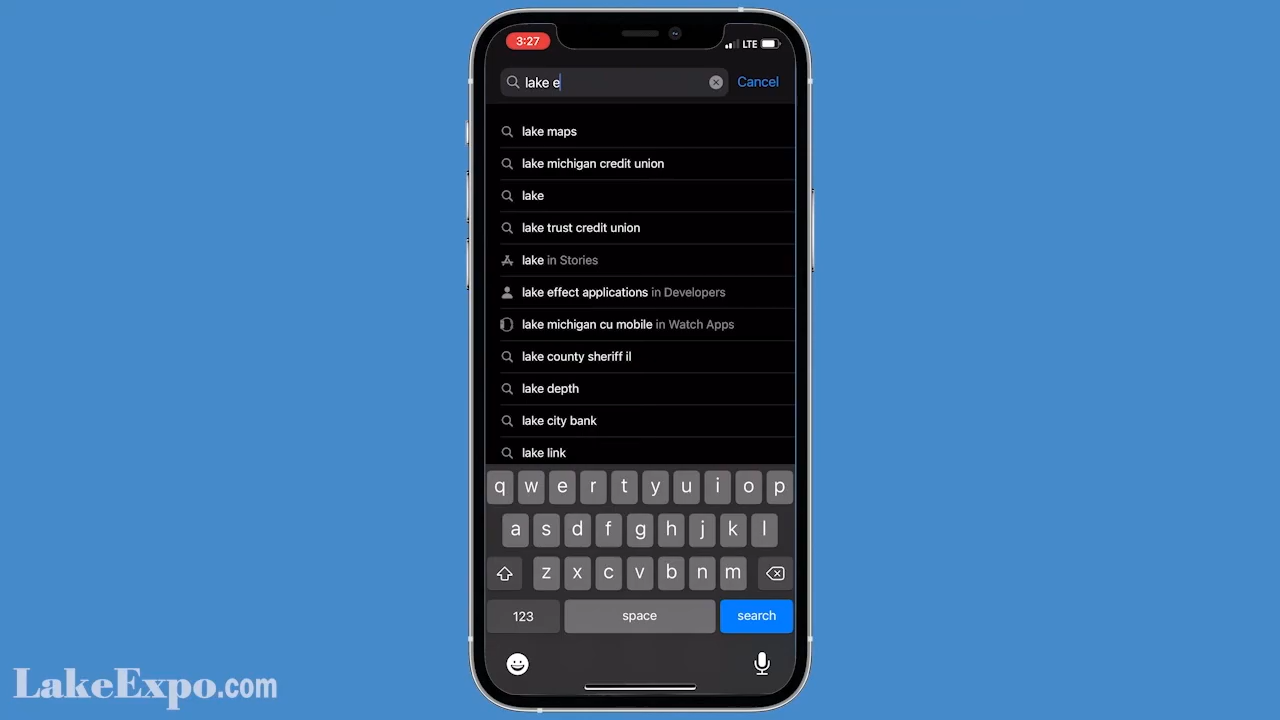 3:27
LTE
lake e
Cancel
lake maps
lake michigan credit union
lake
lake trust credit union
lake in Stories
lake effect applications in Developers
lake michigan cu mobile in Watch Apps
lake county sheriff il
lake depth
lake city bank
lake link
q w e r t y u i o p
a s d f g h j k l
z x c v b n m
123 space search
LakeExpo.com